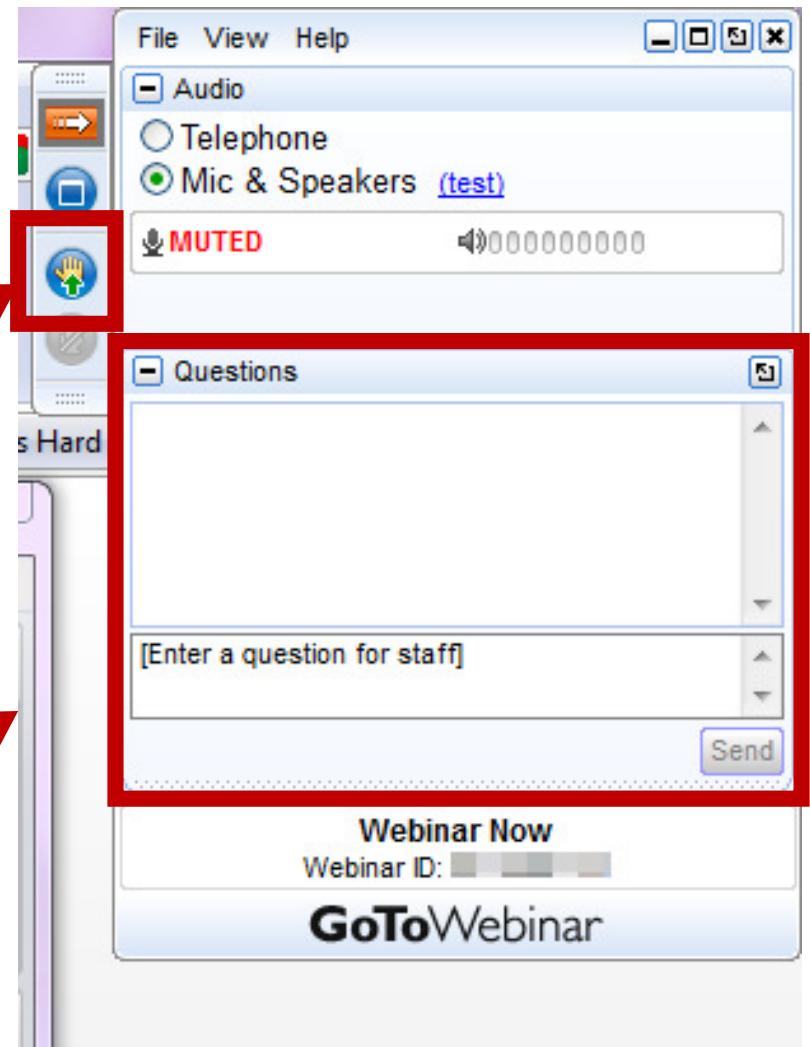 File View Help
Audio
Telephone
Mic & Speakers (test)
MUTED
Questions
s Hard
[Enter a question for staff]
Send
Webinar Now
Webinar ID:
GoToWebinar